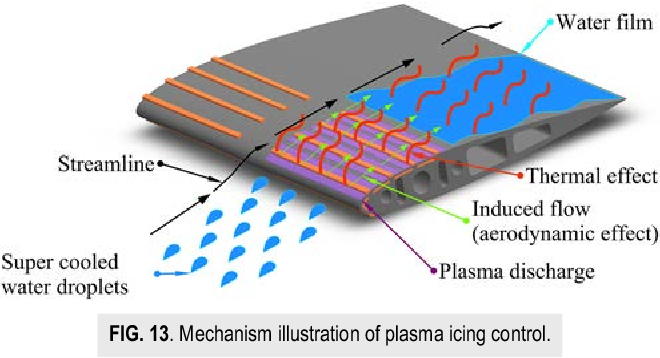 Water film
Streamline
Thermal effect
Induced flow
(aerodynamic effect)
Super cooled
water droplets
Plasma discharge
FIG. 13. Mechanism illustration of plasma icing control.